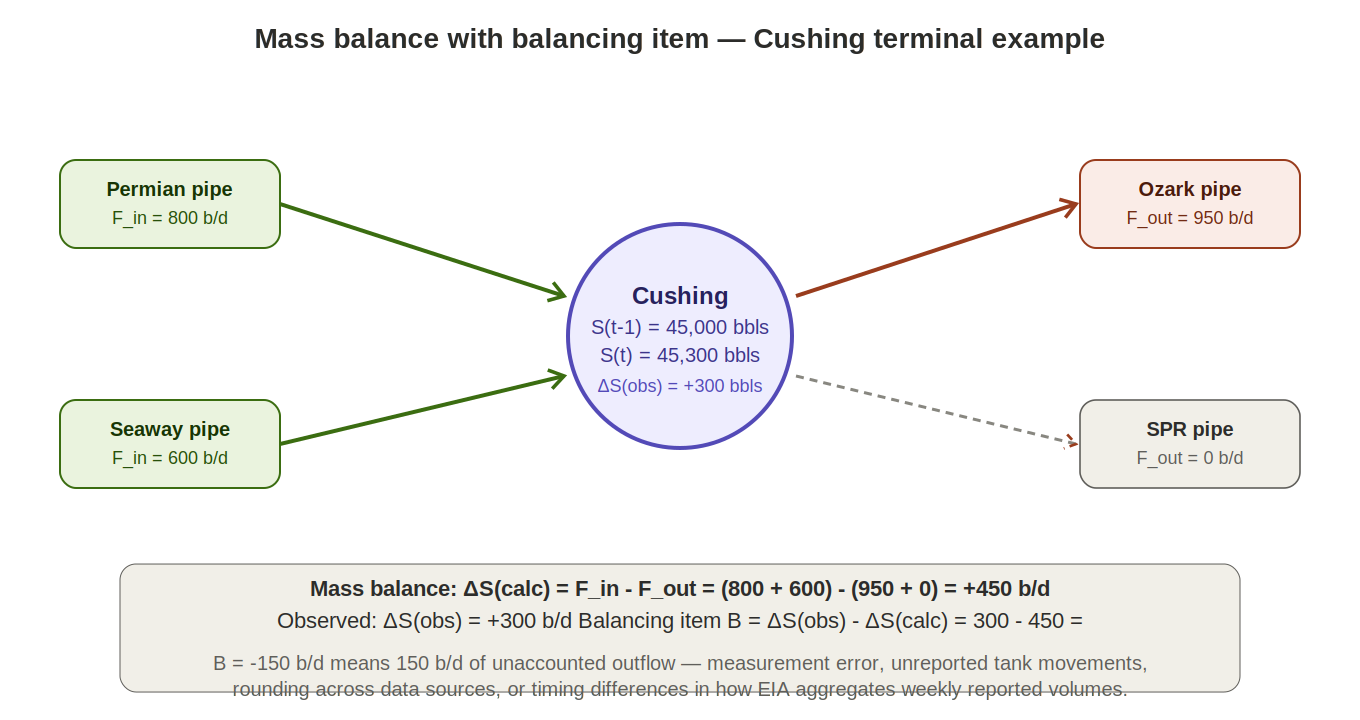 Mass balance with balancing item — Cushing terminal example
Permian pipe
F_in = 800 b/d
Ozark pipe
F_out = 950 b/d
Cushing
S(t-1) = 45,000 bbls
S(t) = 45,300 bbls
ΔS(obs) = +300 bbls
Seaway pipe
F_in = 600 b/d
SPR pipe
F_out = 0 b/d
Mass balance: ΔS(calc) = F_in - F_out = (800 + 600) - (950 + 0) = +450 b/d
Observed: ΔS(obs) = +300 b/d Balancing item B = ΔS(obs) - ΔS(calc) = 300 - 450 =
B = -150 b/d means 150 b/d of unaccounted outflow — measurement error, unreported tank movements,
rounding across data sources, or timing differences in how EIA aggregates weekly reported volumes.